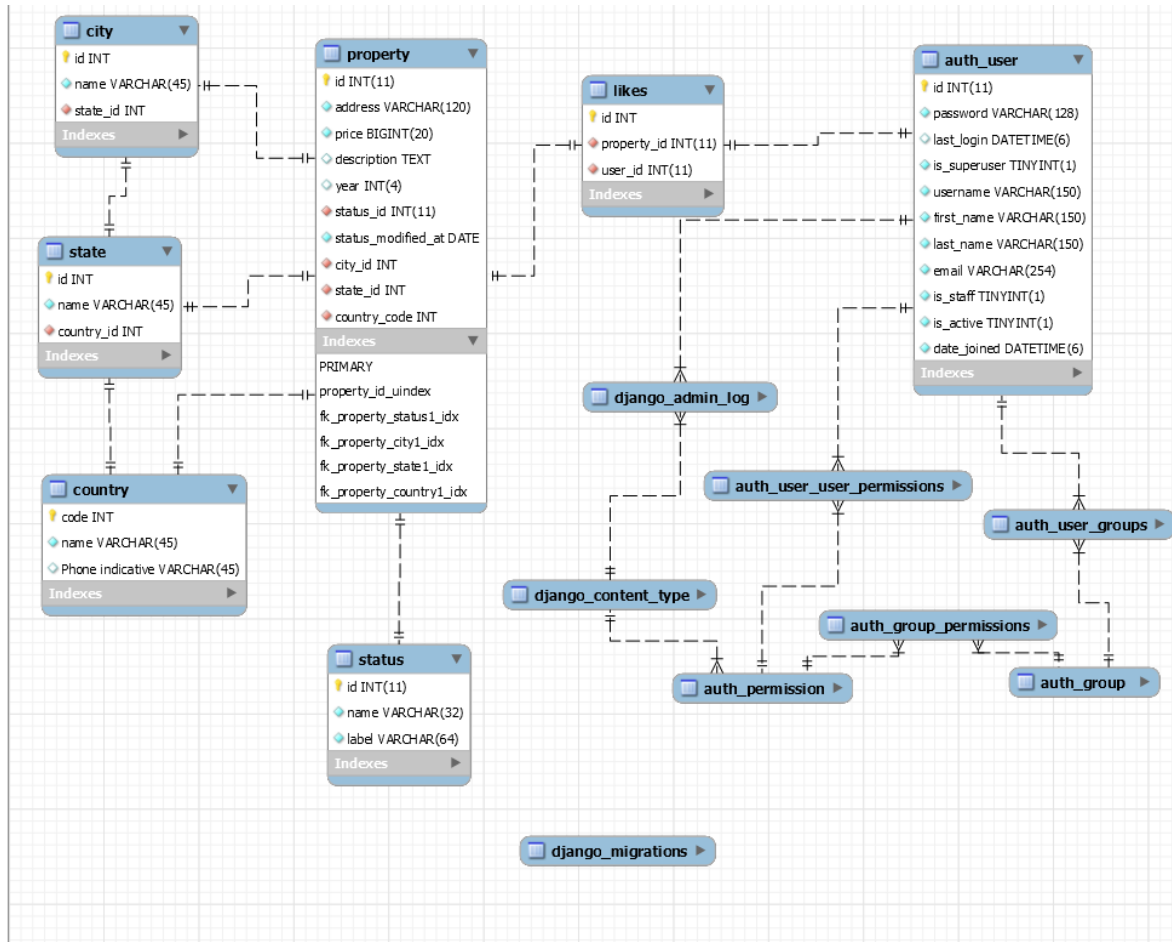 city
id INT
name VARCHAR(45)
state_id INT
Indexes
property
id INT(11)
address VARCHAR(120)
price BIGINT(20)
description TEXT
year INT(4)
status_id INT(11)
status_modified_at DATE
city_id INT
state_id INT
country_code INT
Indexes
PRIMARY
property_id_uindex
fk_property_status1_idx
fk_property_city1_idx
fk_property_state1_idx
fk_property_country1_idx
likes
id INT
property_id INT(11)
user_id INT(11)
Indexes
auth_user
id INT(11)
password VARCHAR(128)
last_login DATETIME(6)
is_superuser TINYINT(1)
username VARCHAR(150)
first_name VARCHAR(150)
last_name VARCHAR(150)
email VARCHAR(254)
is_staff TINYINT(1)
is_active TINYINT(1)
date_joined DATETIME(6)
Indexes
state
id INT
name VARCHAR(45)
country_id INT
Indexes
django_admin_log
auth_user_user_permissions
auth_user_groups
country
code INT
name VARCHAR(45)
Phone indicative VARCHAR(45)
Indexes
django_content_type
auth_group_permissions
auth_permission
auth_group
status
id INT(11)
name VARCHAR(32)
label VARCHAR(64)
Indexes
django_migrations